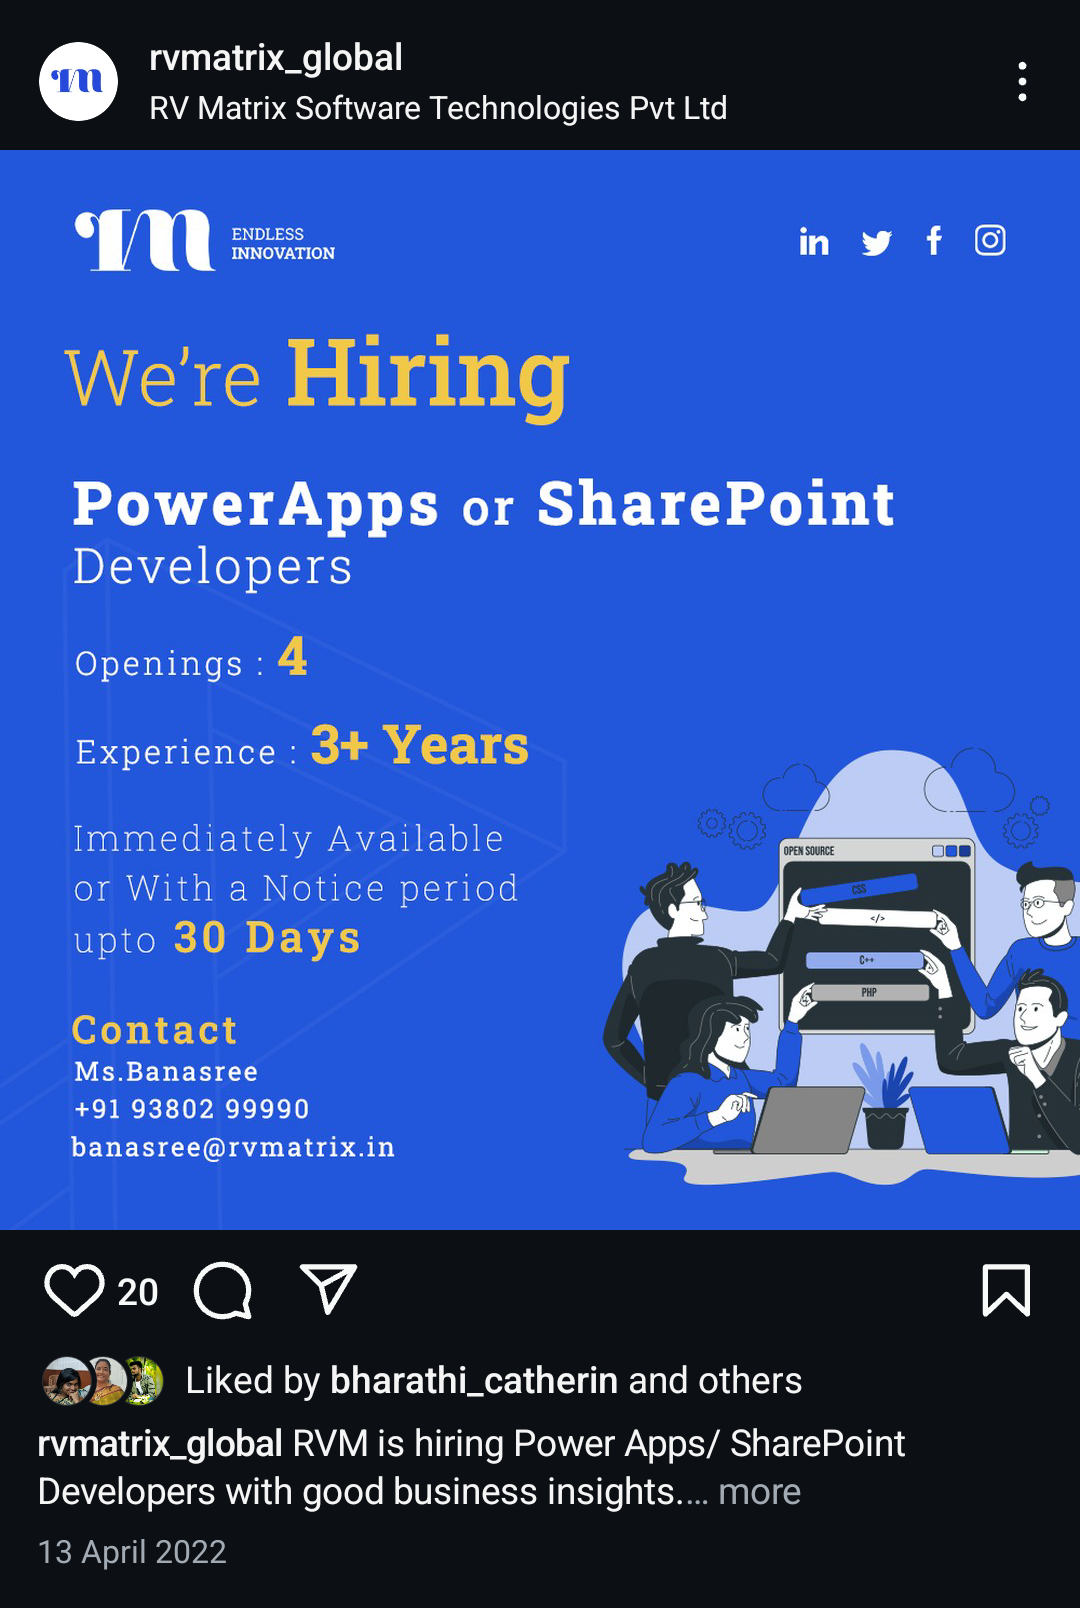 rvmatrix_global
RV Matrix Software Technologies Pvt Ltd
ENDLESS
INNOVATION
We're Hiring
PowerApps or SharePoint
Developers
Openings : 4
Experience : 3+ Years
Immediately Available
or With a Notice period
upto 30 Days
Contact
Ms.Banasree
+91 93802 99990
banasree@rvmatrix.in
OPEN SOURCE
CSS
</>
C++
PHP
20
Liked by bharathi_catherin and others
rvmatrix_global RVM is hiring Power Apps/ SharePoint
Developers with good business insights.... more
13 April 2022